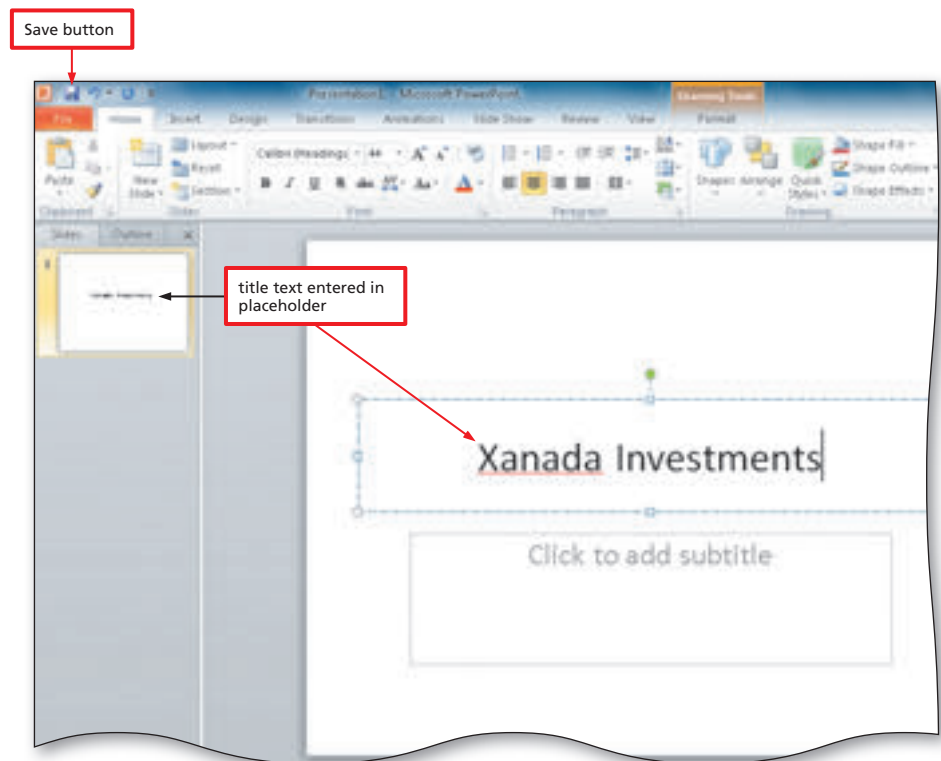 Save button
Presentation1 - Microsoft PowerPoint
Drawing Tools
File Home Insert Design Transitions Animations Slide Show Review View Format
Layout
Calibri (Headings) 44
Shape Fill
Paste
New
Reset
Shapes Arrange Quick
Shape Outline
Slide
Section
Styles
Shape Effects
Clipboard Slides Font Paragraph Drawing
Slides Outline
title text entered in
placeholder
Xanada Investments
Click to add subtitle